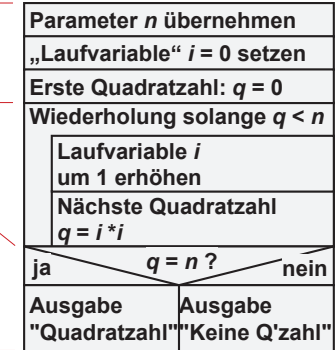 Parameter n übernehmen
„Laufvariable“ i = 0 setzen
Erste Quadratzahl: q = 0
Wiederholung solange q < n
Laufvariable i
um 1 erhöhen
Nächste Quadratzahl
q = i *i
ja q = n ? nein
Ausgabe
"Quadratzahl"
Ausgabe
"Keine Q'zahl"